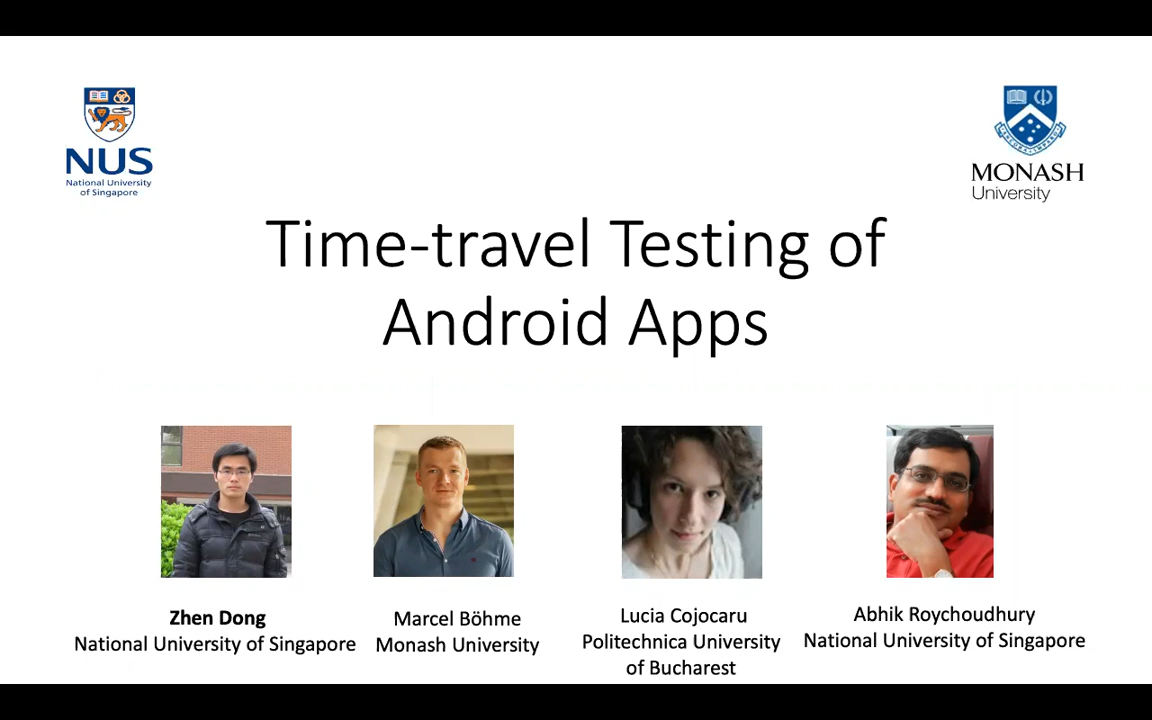 NUS
National University
of Singapore
MONASH
University
Time-travel Testing of
Android Apps
Zhen Dong
National University of Singapore
Marcel Böhme
Monash University
Lucia Cojocaru
Politechnica University
of Bucharest
Abhik Roychoudhury
National University of Singapore